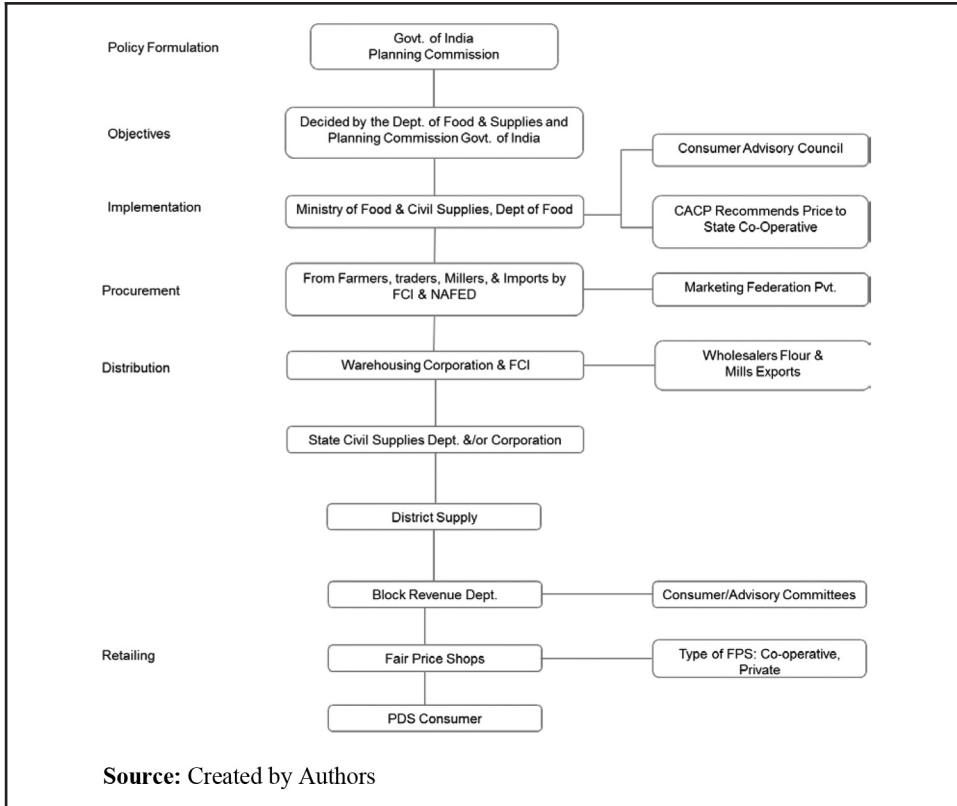 Policy Formulation
Govt. of India
Planning Commission
Objectives
Decided by the Dept. of Food & Supplies and
Planning Commission Govt. of India
Consumer Advisory Council
Implementation
Ministry of Food & Civil Supplies, Dept of Food
CACP Recommends Price to
State Co-Operative
Procurement
From Farmers, traders, Millers, & Imports by
FCI & NAFED
Marketing Federation Pvt.
Distribution
Warehousing Corporation & FCI
Wholesalers Flour &
Mills Exports
State Civil Supplies Dept. &/or Corporation
District Supply
Block Revenue Dept.
Consumer/Advisory Committees
Retailing
Fair Price Shops
Type of FPS: Co-operative,
Private
PDS Consumer
Source: Created by Authors